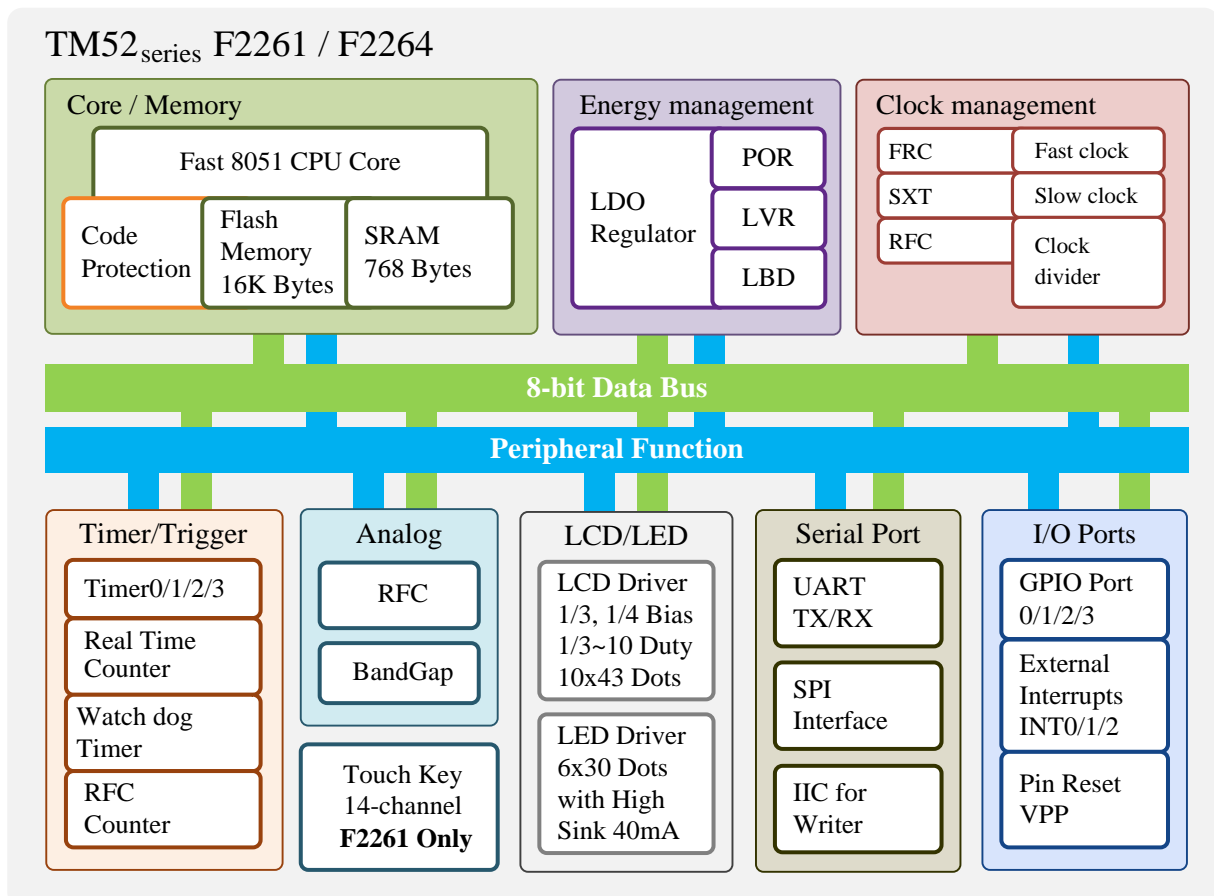 TM52series F2261 / F2264
Core / Memory
Fast 8051 CPU Core
Code
Protection
Flash
Memory
16K Bytes
SRAM
768 Bytes
Energy management
LDO
Regulator
POR
LVR
LBD
Clock management
FRC
SXT
RFC
Fast clock
Slow clock
Clock
divider
8-bit Data Bus
Peripheral Function
Timer/Trigger
Timer0/1/2/3
Real Time
Counter
Watch dog
Timer
RFC
Counter
Analog
RFC
BandGap
Touch Key
14-channel
F2261 Only
LCD/LED
LCD Driver
1/3, 1/4 Bias
1/3~10 Duty
10x43 Dots
LED Driver
6x30 Dots
with High
Sink 40mA
Serial Port
UART
TX/RX
SPI
Interface
IIC for
Writer
I/O Ports
GPIO Port
0/1/2/3
External
Interrupts
INT0/1/2
Pin Reset
VPP